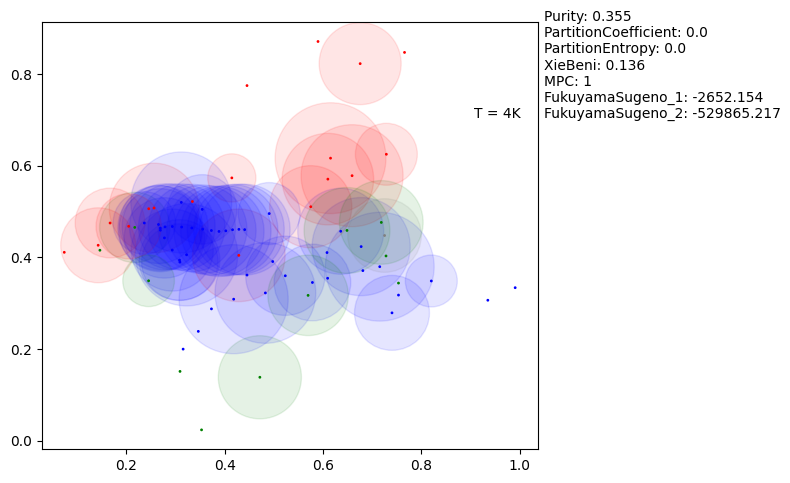 Purity: 0.355
PartitionCoefficient: 0.0
PartitionEntropy: 0.0
XieBeni: 0.136
MPC: 1
FukuyamaSugeno_1: -2652.154
FukuyamaSugeno_2: -529865.217
T = 4K
0.8
0.6
0.4
0.2
0.0
0.2 0.4 0.6 0.8 1.0